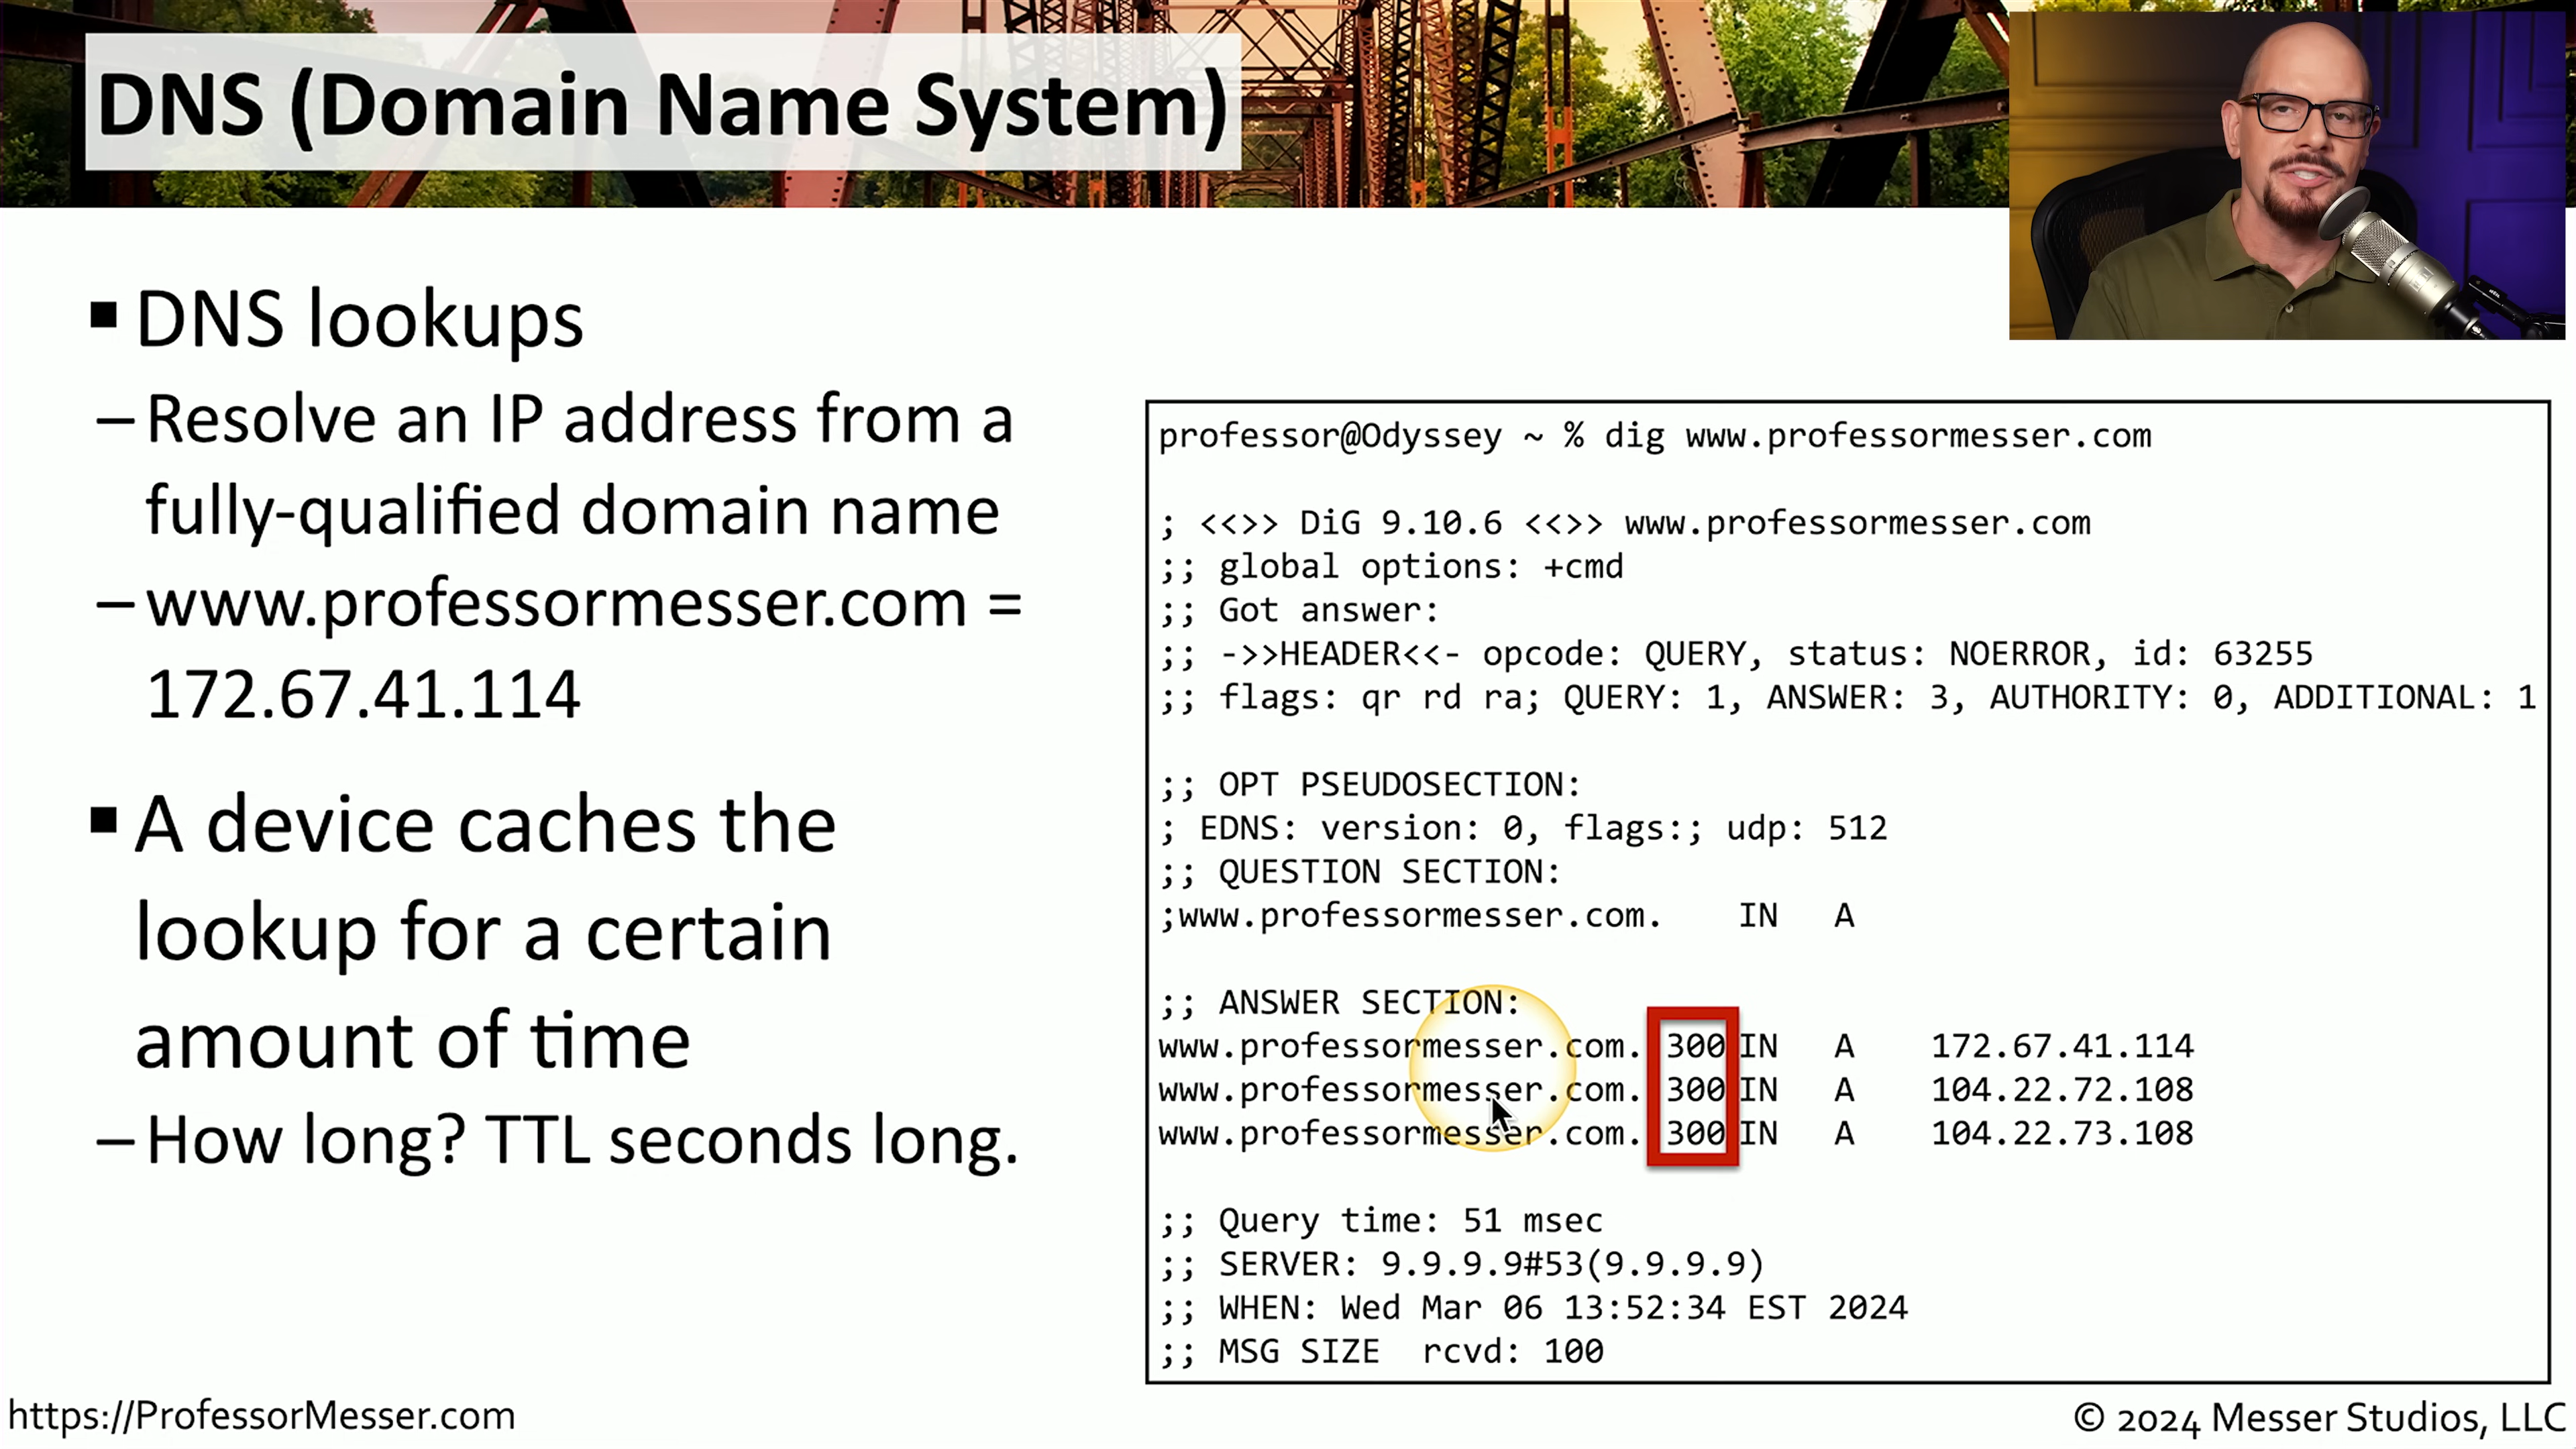 DNS (Domain Name System)
▪ DNS lookups
– Resolve an IP address from a
fully-qualified domain name
– www.professormesser.com =
172.67.41.114
▪ A device caches the
lookup for a certain
amount of time
– How long? TTL seconds long.
professor@Odyssey ~ % dig www.professormesser.com
; <<>> DiG 9.10.6 <<>> www.professormesser.com
;; global options: +cmd
;; Got answer:
;; ->>HEADER<<- opcode: QUERY, status: NOERROR, id: 63255
;; flags: qr rd ra; QUERY: 1, ANSWER: 3, AUTHORITY: 0, ADDITIONAL: 1
;; OPT PSEUDOSECTION:
; EDNS: version: 0, flags:; udp: 512
;; QUESTION SECTION:
;www.professormesser.com. IN A
;; ANSWER SECTION:
www.professormesser.com. 300 IN A 172.67.41.114
www.professormesser.com. 300 IN A 104.22.72.108
www.professormesser.com. 300 IN A 104.22.73.108
;; Query time: 51 msec
;; SERVER: 9.9.9.9#53(9.9.9.9)
;; WHEN: Wed Mar 06 13:52:34 EST 2024
;; MSG SIZE rcvd: 100
https://ProfessorMesser.com
© 2024 Messer Studios, LLC